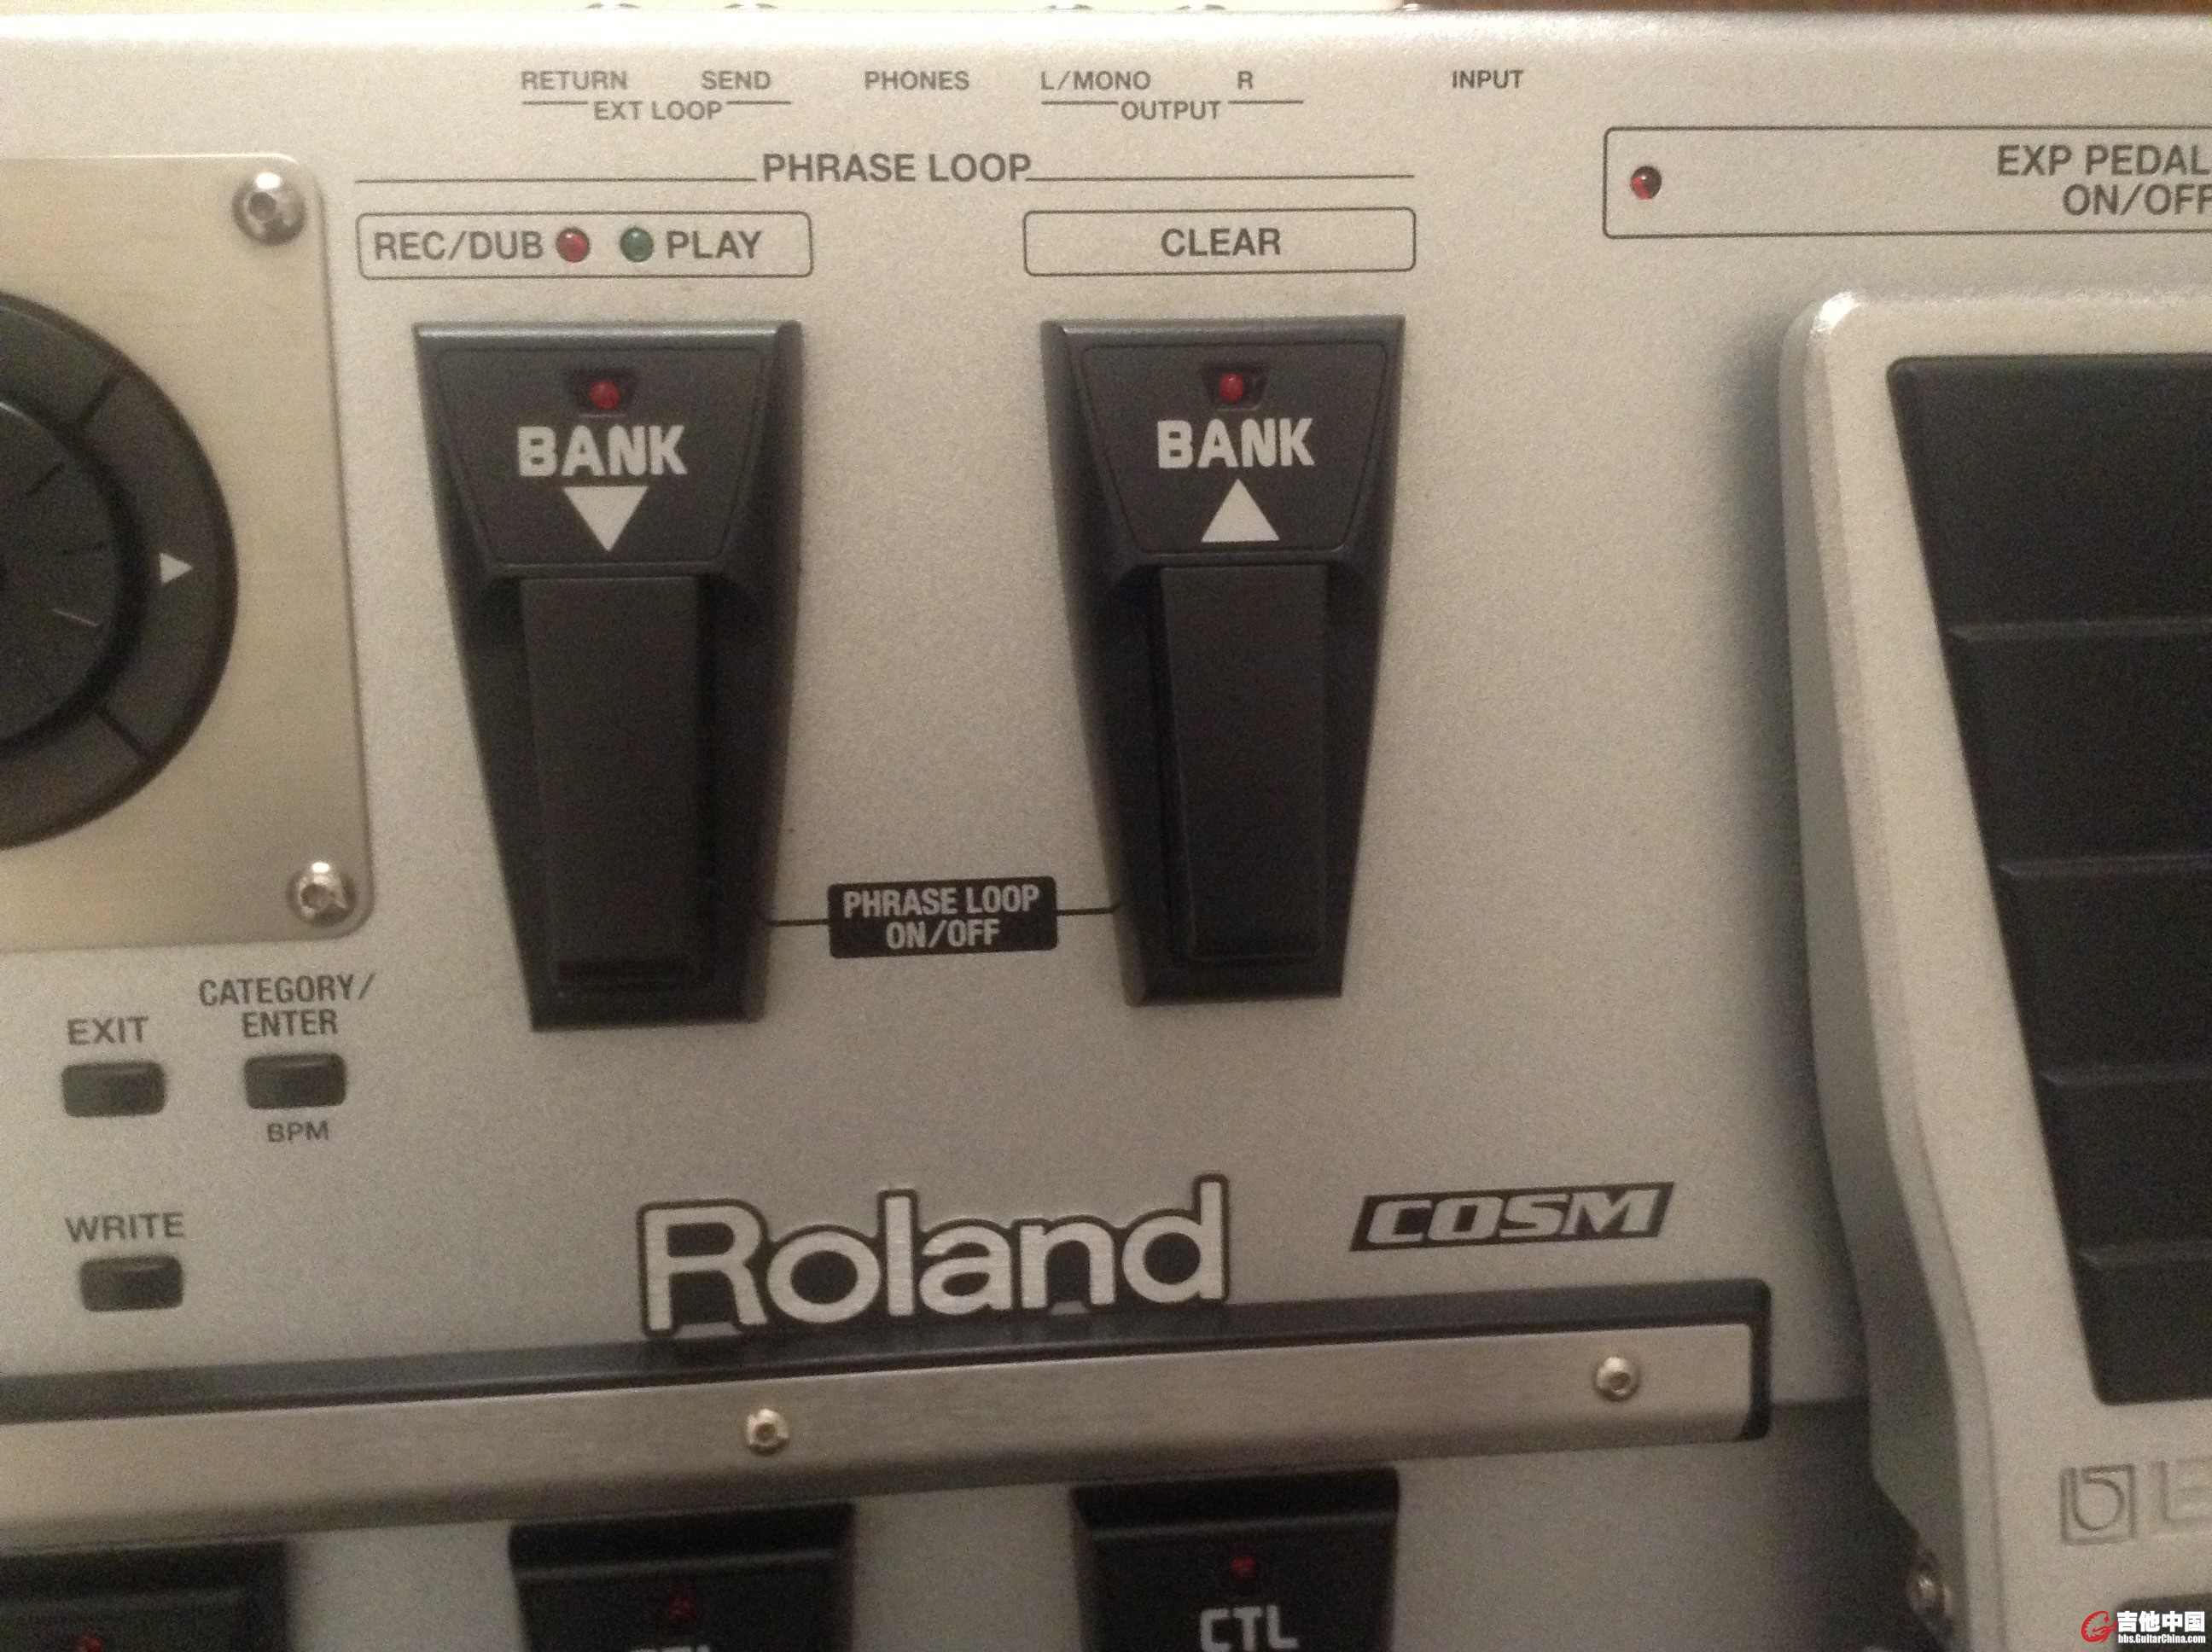 RETURN SEND PHONES L/MONO R INPUT
EXT LOOP OUTPUT
PHRASE LOOP
EXP PEDAL
ON/OFF
REC/DUB PLAY CLEAR
BANK BANK
PHRASE LOOP
ON/OFF
CATEGORY/
ENTER
EXIT
BPM
WRITE
Roland COSM
CTL
吉他中国
bbs.GuitarChina.com